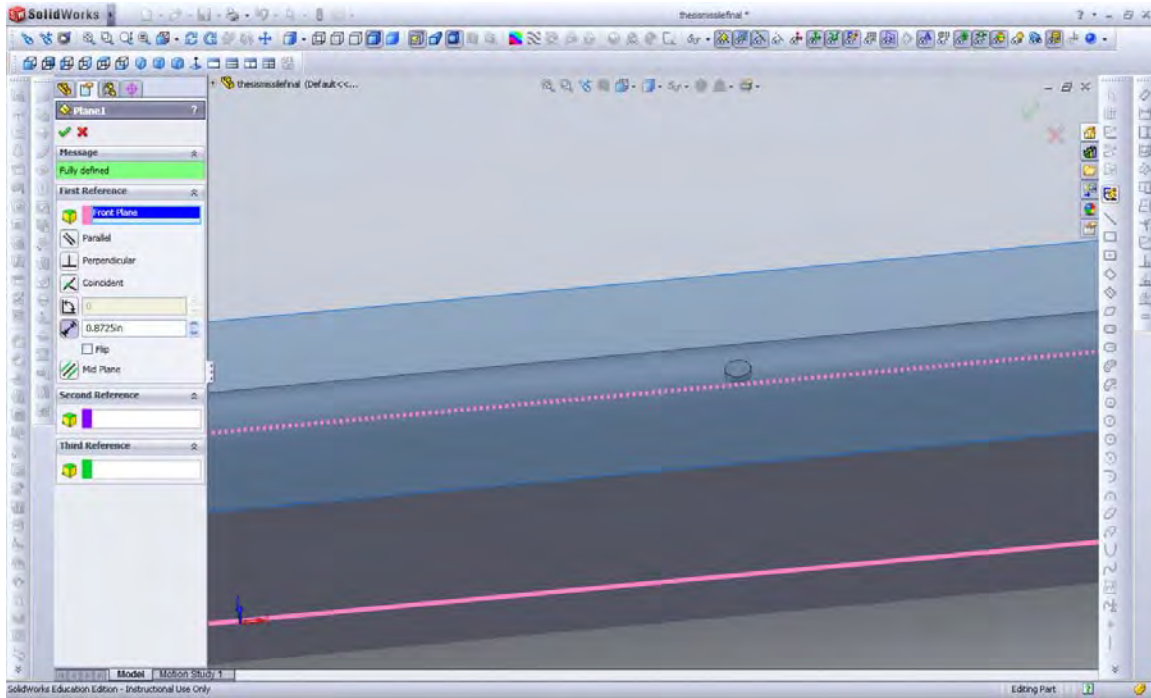 SolidWorks
thesismisslefinal *
thesismisslefinal (Default<<...
Plane1
?
Message
Fully defined
First Reference
Front Plane
Parallel
Perpendicular
Coincident
0
0.8725in
Flip
Mid Plane
Second Reference
Third Reference
Model
Motion Study 1
SolidWorks Education Edition - Instructional Use Only
Editing Part